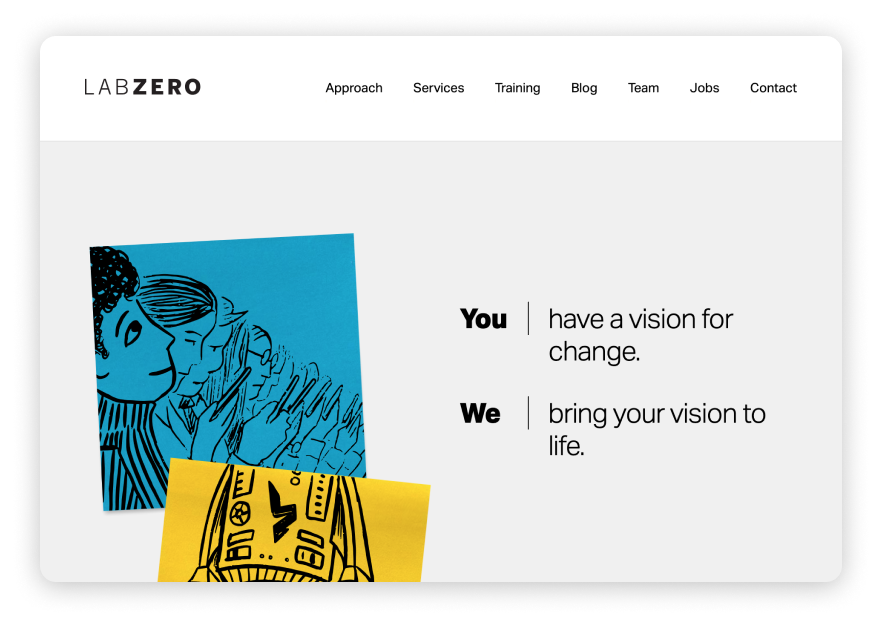 LABZERO
Approach Services Training Blog Team Jobs Contact
You have a vision for
change.
We bring your vision to
life.